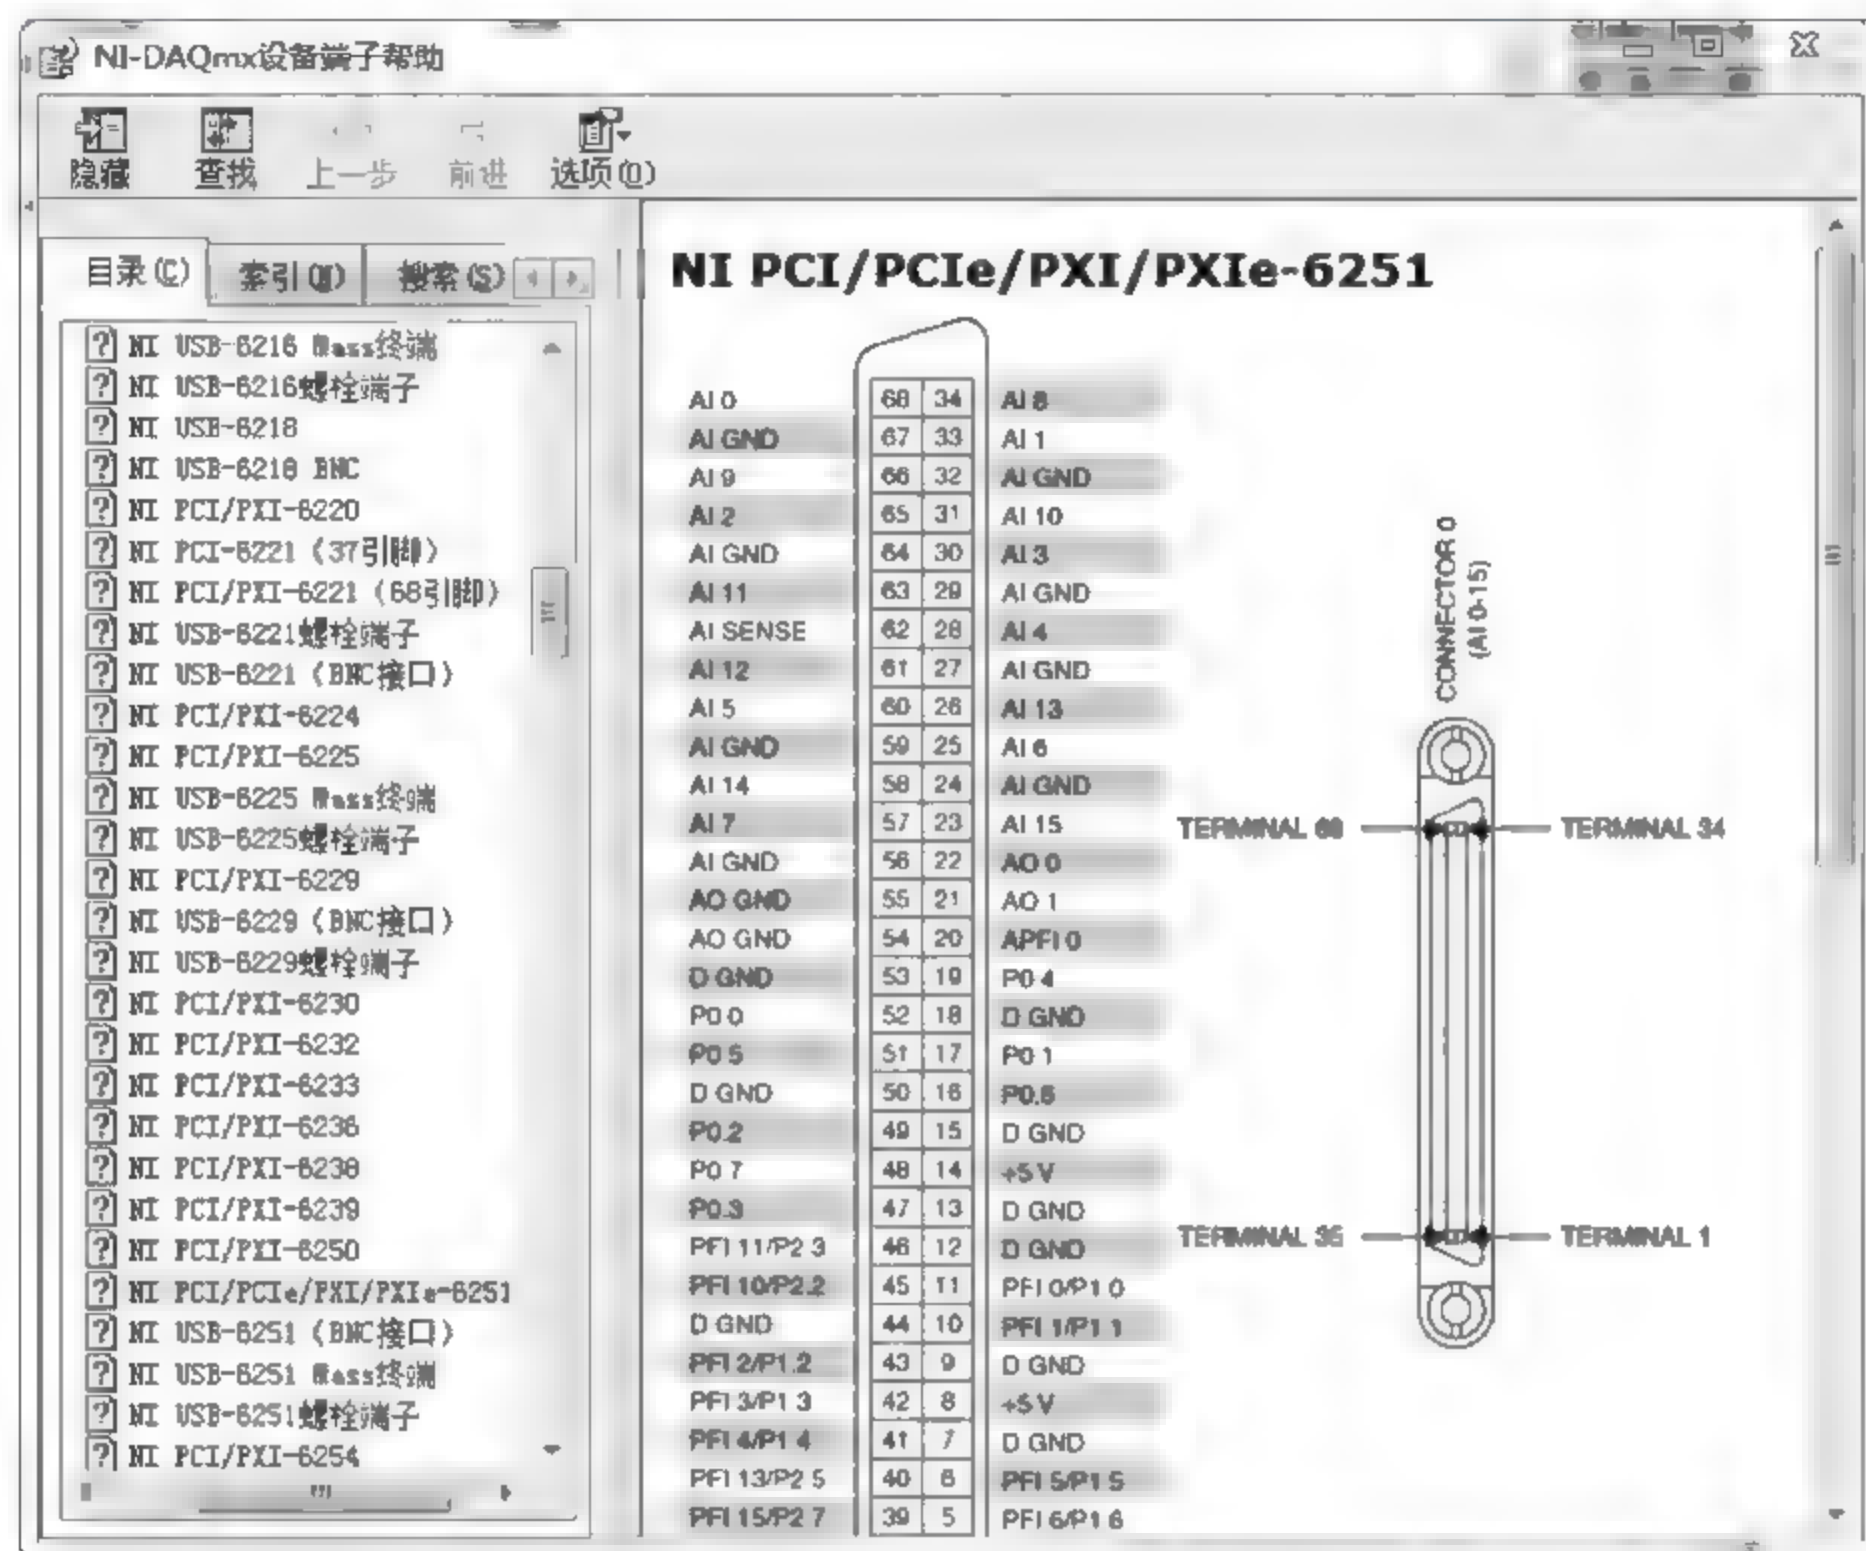 NI-DAQmx设备端子帮助
隐藏 查找 上一步 前进 选项(O)
目录(C) 索引(N) 搜索(S)
NI USB-6216 Mass终端
NI USB-6216螺栓端子
NI USB-6218
NI USB-6218 BNC
NI PCI/PXI-6220
NI PCI-6221 (37引脚)
NI PCI/PXI-6221 (68引脚)
NI USB-6221螺栓端子
NI USB-6221 (BNC接口)
NI PCI/PXI-6224
NI PCI/PXI-6225
NI USB-6225 Mass终端
NI USB-6225螺栓端子
NI PCI/PXI-6229
NI USB-6229 (BNC接口)
NI USB-6229螺栓端子
NI PCI/PXI-6230
NI PCI/PXI-6232
NI PCI/PXI-6233
NI PCI/PXI-6236
NI PCI/PXI-6238
NI PCI/PXI-6239
NI PCI/PXI-6250
NI PCI/PCIe/PXI/PXIe-6251
NI USB-6251 (BNC接口)
NI USB-6251 Mass终端
NI USB-6251螺栓端子
NI PCI/PXI-6254
NI PCI/PCIe/PXI/PXIe-6251
AI 0 68 34 AI 8
AI GND 67 33 AI 1
AI 9 66 32 AI GND
AI 2 65 31 AI 10
AI GND 64 30 AI 3
AI 11 63 29 AI GND
AI SENSE 62 28 AI 4
AI 12 61 27 AI GND
AI 5 60 26 AI 13
AI GND 59 25 AI 6
AI 14 58 24 AI GND
AI 7 57 23 AI 15
AI GND 56 22 AO 0
AO GND 55 21 AO 1
AO GND 54 20 APFI 0
D GND 53 19 P0 4
P0 0 52 18 D GND
P0 5 51 17 P0 1
D GND 50 16 P0.6
P0.2 49 15 D GND
P0 7 48 14 +5 V
P0.3 47 13 D GND
PFI 11/P2 3 46 12 D GND
PFI 10/P2.2 45 11 PFI 0/P1 0
D GND 44 10 PFI 1/P1 1
PFI 2/P1.2 43 9 D GND
PFI 3/P1 3 42 8 +5 V
PFI 4/P1 4 41 7 D GND
PFI 13/P2 5 40 6 PFI 5/P1 5
PFI 15/P2 7 39 5 PFI 6/P1 6
CONNECTOR 0
(AI 0-15)
TERMINAL 68 TERMINAL 34
TERMINAL 35 TERMINAL 1